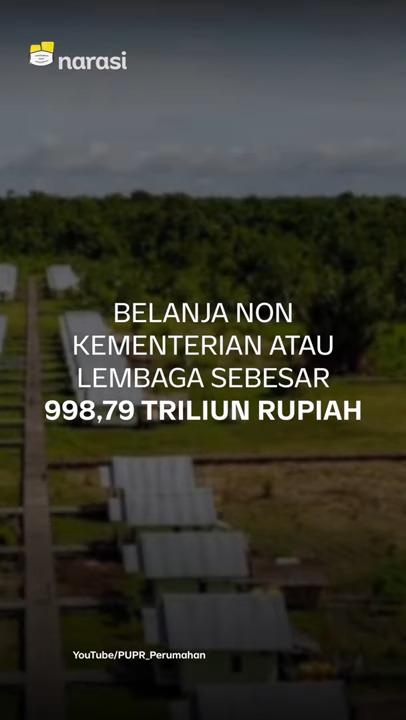 narasi
BELANJA NON
KEMENTERIAN ATAU
LEMBAGA SEBESAR
998,79 TRILIUN RUPIAH
YouTube/PUPR_Perumahan